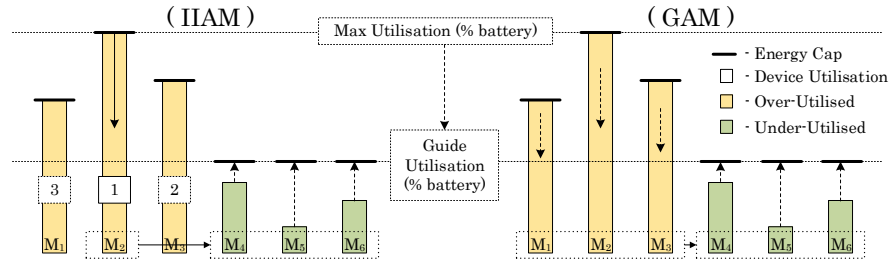 ( IIAM )
Max Utilisation (% battery)
( GAM )
- Energy Cap
- Device Utilisation
- Over-Utilised
- Under-Utilised
Guide
Utilisation
(% battery)
3
1
2
M₁
M₂
M₃
M₄
M₅
M₆
M₁
M₂
M₃
M₄
M₅
M₆